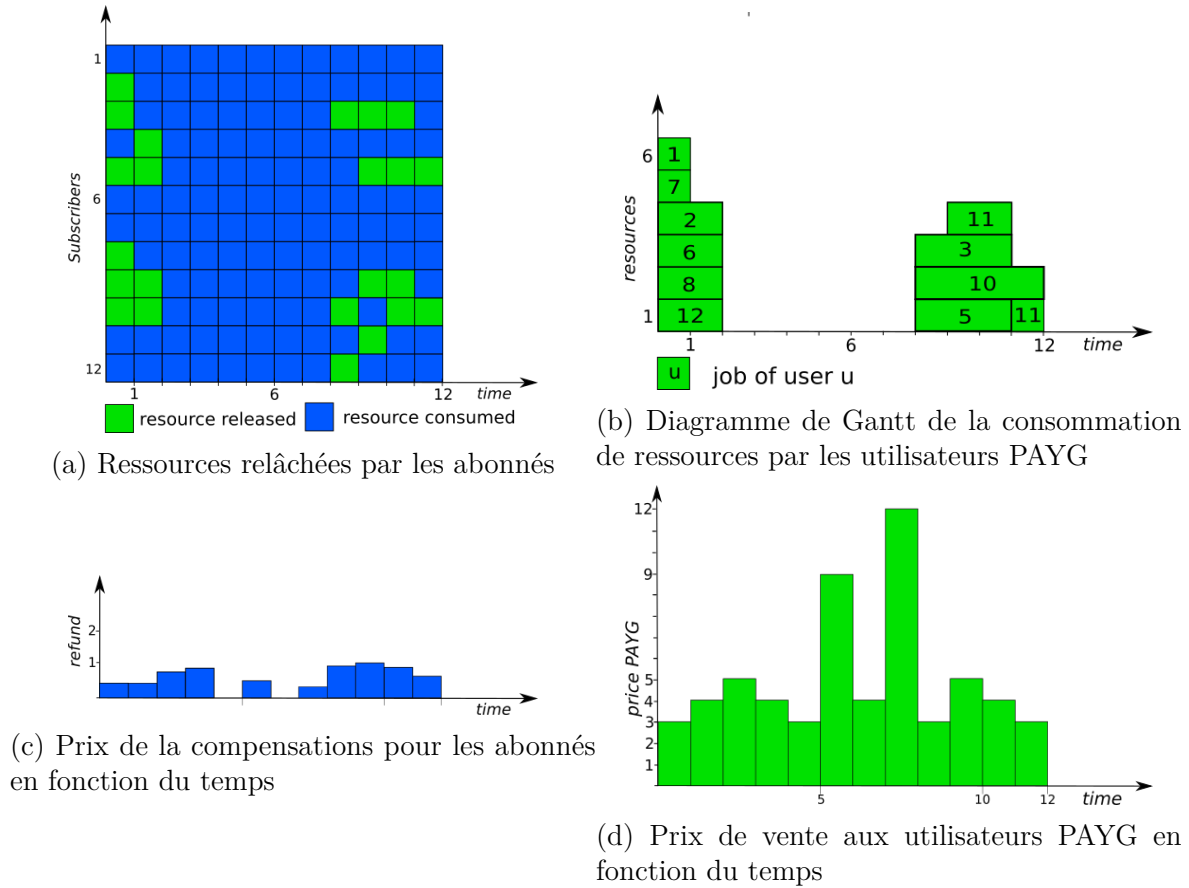 1
6
12
Subscribers
1
6
12
time
resource released
resource consumed
(a) Ressources relâchées par les abonnés
6
1
resources
1
7
2
6
8
12
11
3
10
5
11
1
6
12
time
u
job of user u
(b) Diagramme de Gantt de la consommation
de ressources par les utilisateurs PAYG
2
1
refund
time
(c) Prix de la compensations pour les abonnés
en fonction du temps
12
9
5
4
3
2
1
price PAYG
5
10
12
time
(d) Prix de vente aux utilisateurs PAYG en
fonction du temps